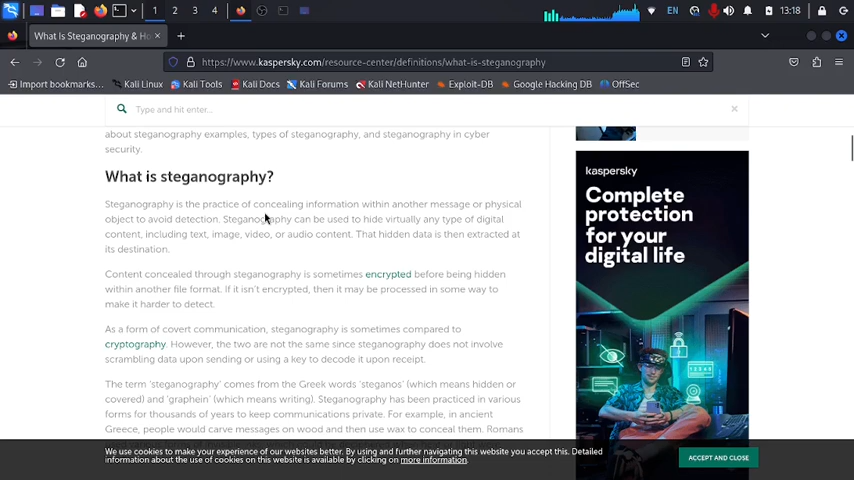 1
2
3
4
EN
13:18
What Is Steganography & Ho
https://www.kaspersky.com/resource-center/definitions/what-is-steganography
Import bookmarks...
Kali Linux
Kali Tools
Kali Docs
Kali Forums
Kali NetHunter
Exploit-DB
Google Hacking DB
OffSec
Type and hit enter...
about steganography examples, types of steganography, and steganography in cyber
security.
What is steganography?
Steganography is the practice of concealing information within another message or physical
object to avoid detection. Steganography can be used to hide virtually any type of digital
content, including text, image, video, or audio content. That hidden data is then extracted at
its destination.
Content concealed through steganography is sometimes encrypted before being hidden
within another file format. If it isn't encrypted, then it may be processed in some way to
make it harder to detect.
As a form of covert communication, steganography is sometimes compared to
cryptography. However, the two are not the same since steganography does not involve
scrambling data upon sending or using a key to decode it upon receipt.
The term 'steganography' comes from the Greek words 'steganos' (which means hidden or
covered) and 'graphein' (which means writing). Steganography has been practiced in various
forms for thousands of years to keep communications private. For example, in ancient
Greece, people would carve messages on wood and then use wax to conceal them. Romans
kaspersky
Complete
protection
for your
digital life
We use cookies to make your experience of our websites better. By using and further navigating this website you accept this. Detailed
information about the use of cookies on this website is available by clicking on more information.
ACCEPT AND CLOSE